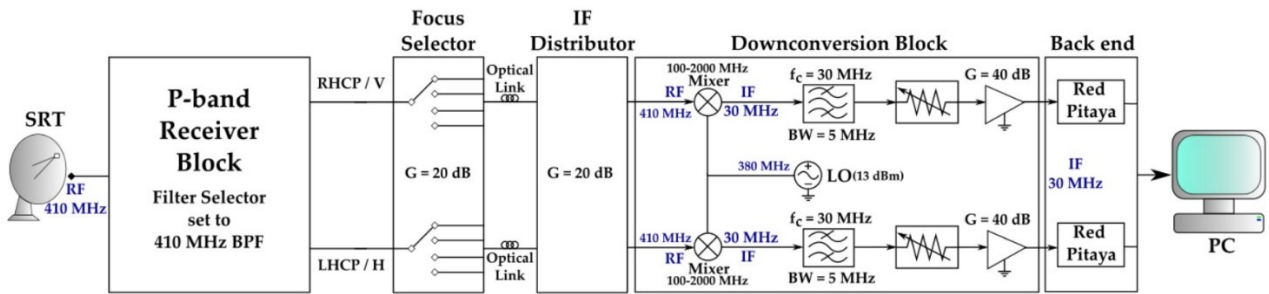 SRT
RF
410 MHz
P-band
Receiver
Block
Filter Selector
set to
410 MHz BPF
RHCP / V
LHCP / H
Focus
Selector
G = 20 dB
Optical
Link
Optical
Link
IF
Distributor
G = 20 dB
Downconversion Block
100-2000 MHz
Mixer
RF
410 MHz
IF
30 MHz
fc = 30 MHz
BW = 5 MHz
G = 40 dB
380 MHz
LO(13 dBm)
410 MHz
RF
30 MHz
IF
Mixer
100-2000 MHz
fc = 30 MHz
BW = 5 MHz
G = 40 dB
Back end
Red
Pitaya
IF
30 MHz
Red
Pitaya
PC